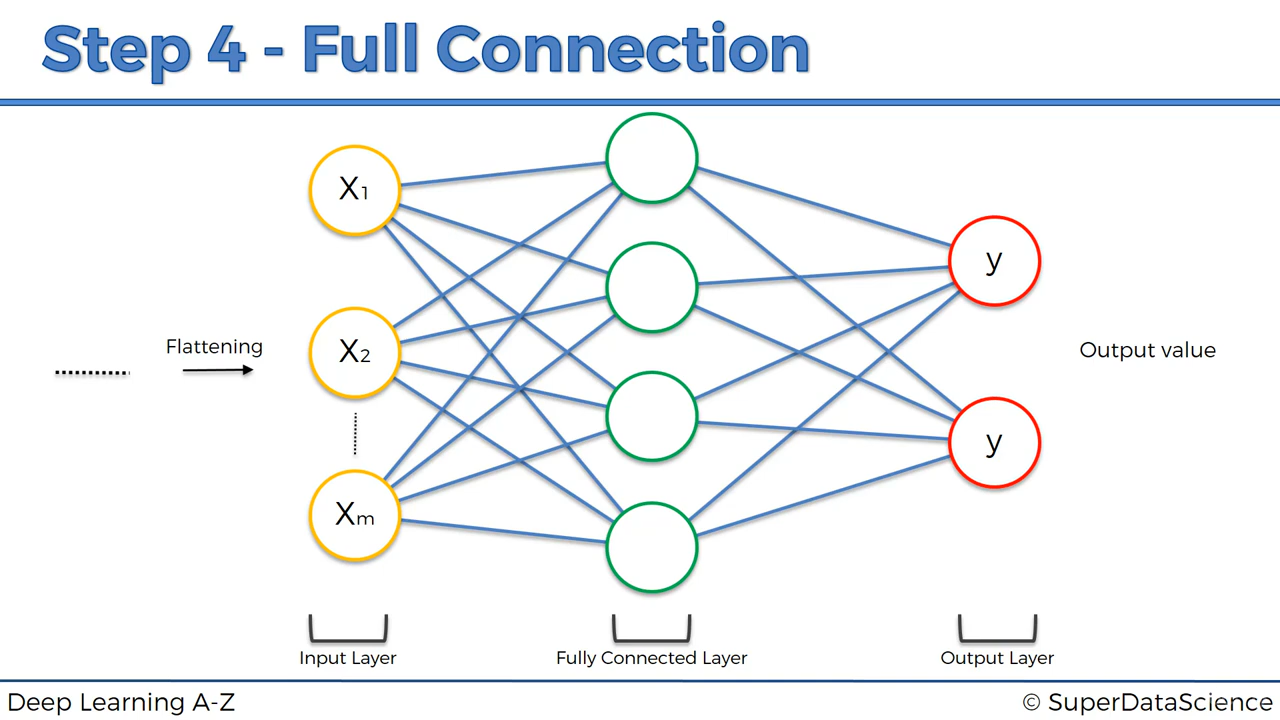 Step 4 - Full Connection
X1
X2
Xm
Flattening
y
y
Output value
Input Layer
Fully Connected Layer
Output Layer
Deep Learning A-Z
© SuperDataScience